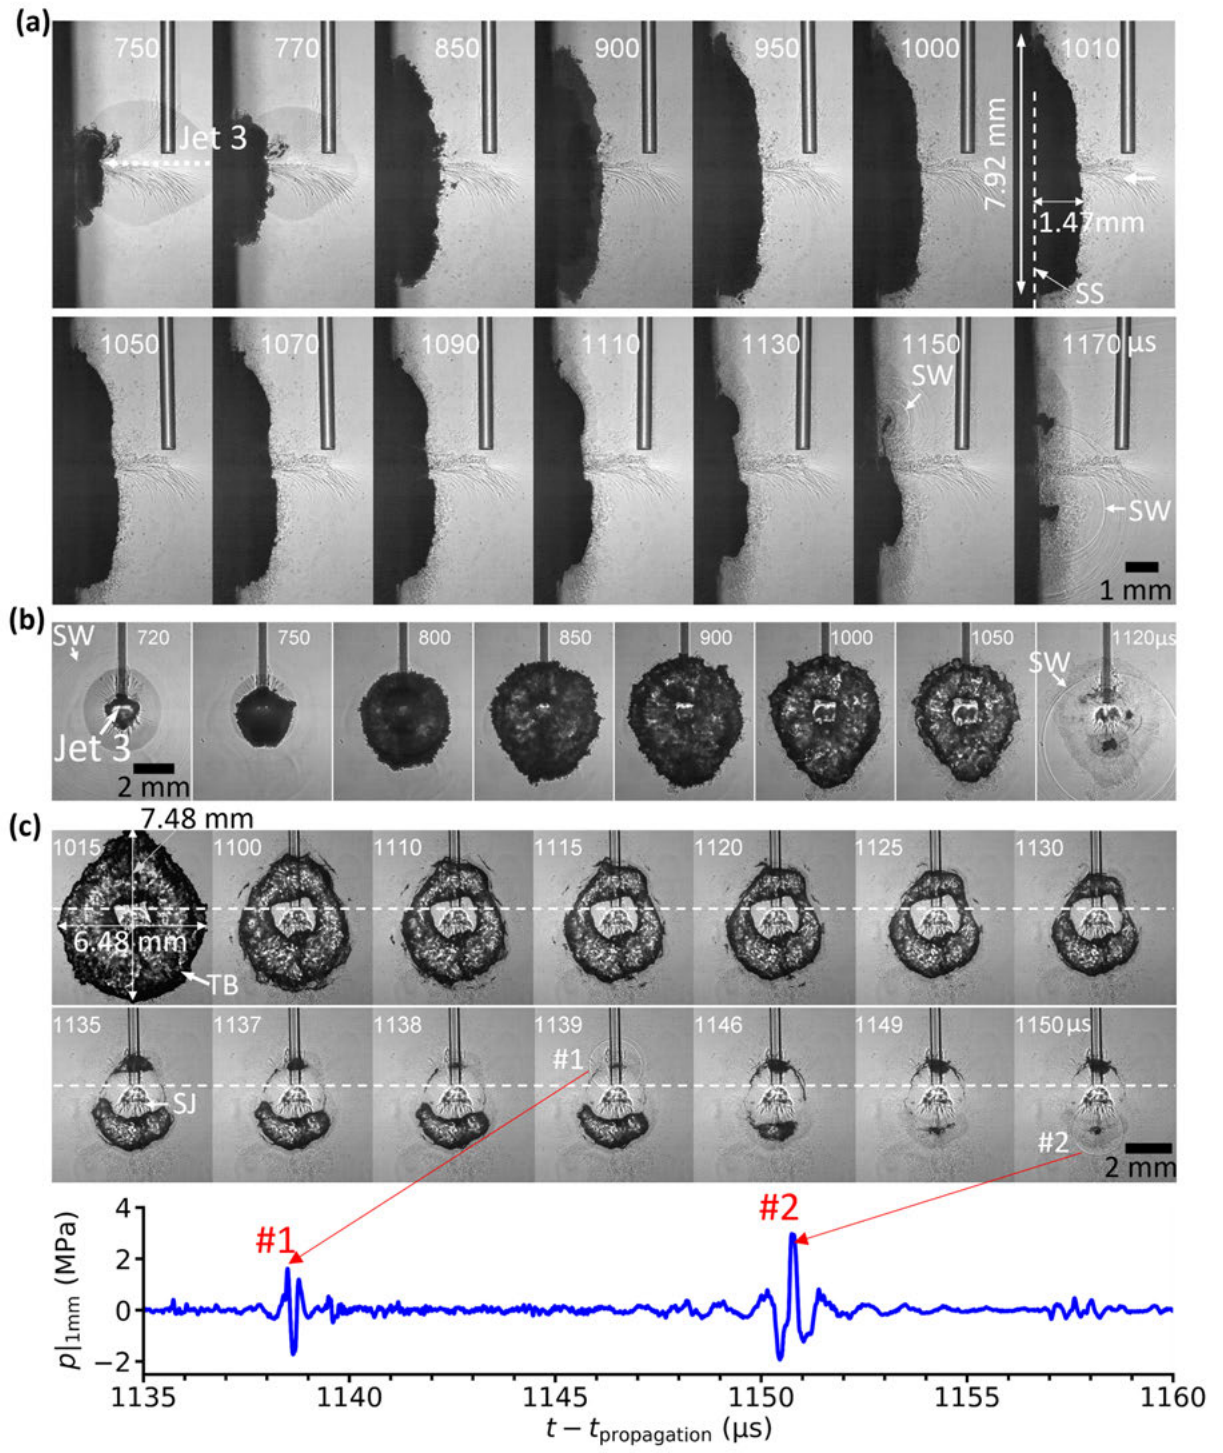 (a)
750
770
850
900
950
1000
1010
Jet 3
7.92 mm
1.47mm
SS
1050
1070
1090
1110
1130
1150
1170 µs
SW
SW
1 mm
(b)
SW
720
750
800
850
900
1000
1050
1120µs
SW
Jet 3
2 mm
(c)
7.48 mm
1015
1100
1110
1115
1120
1125
1130
6.48 mm
TB
1135
1137
1138
1139
1146
1149
1150µs
#1
SJ
#2
2 mm
4
2
0
−2
p|1mm (MPa)
#1
#2
1135
1140
1145
1150
1155
1160
t − tpropagation (µs)